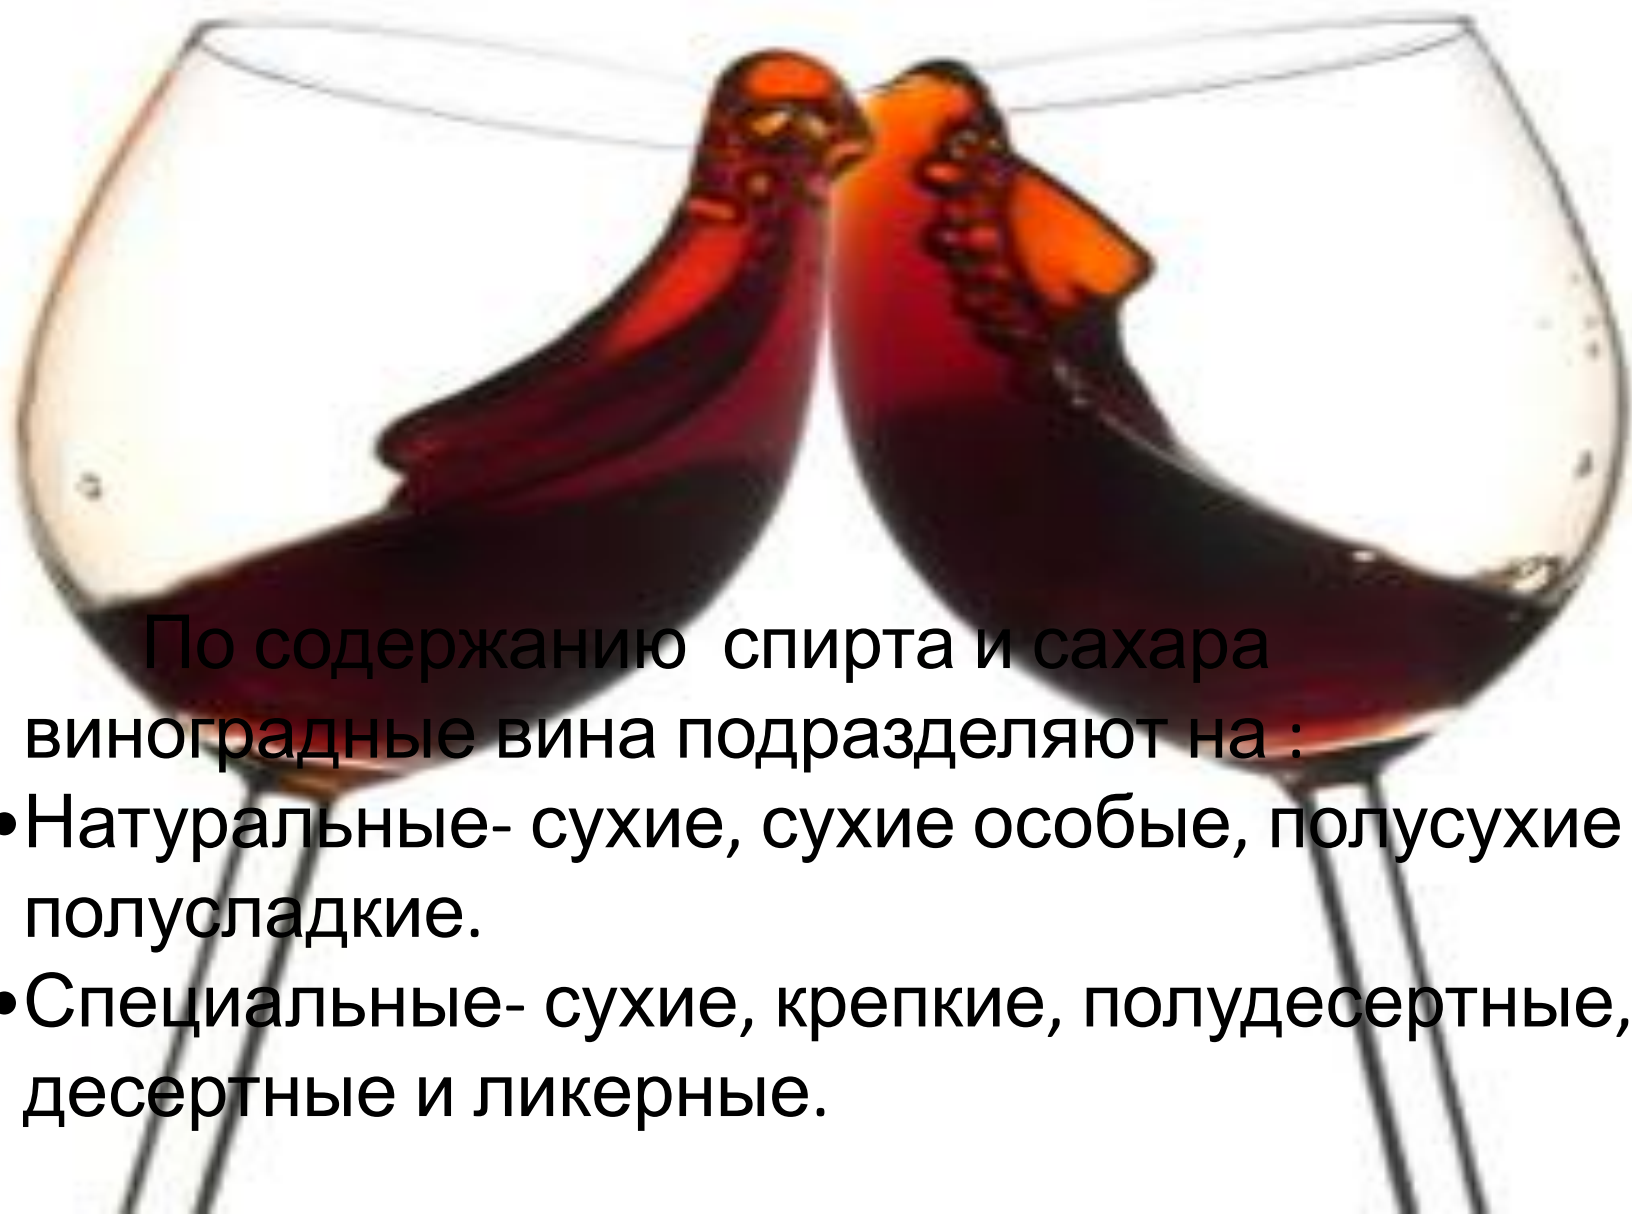 По содержанию спирта и сахара
виноградные вина подразделяют на :
•Натуральные- сухие, сухие особые, полусухие
полусладкие.
•Специальные- сухие, крепкие, полудесертные,
десертные и ликерные.